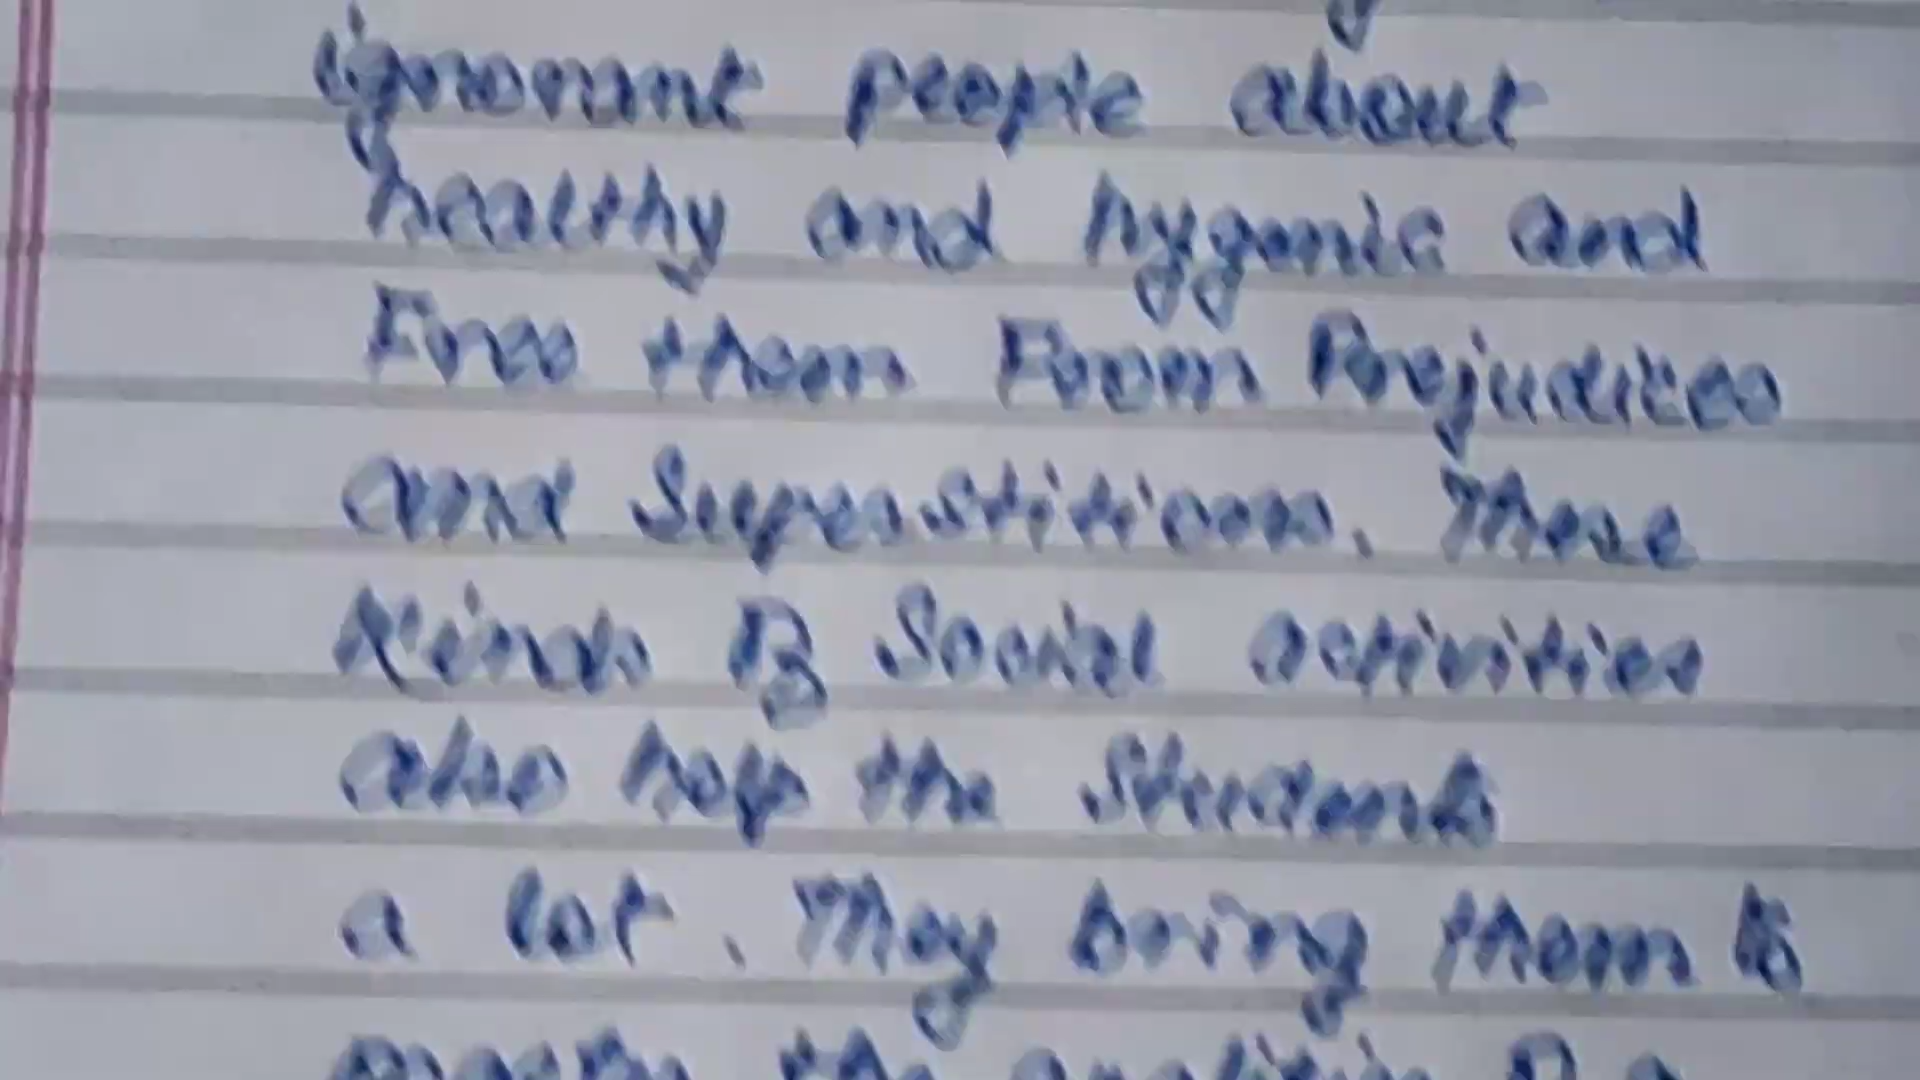 ignorant people about
healthy and hygenic and
Free them From Prejudices
and Superstitions. These
Kinds of Social activities
also help the Students
a lot. They bring them to
the